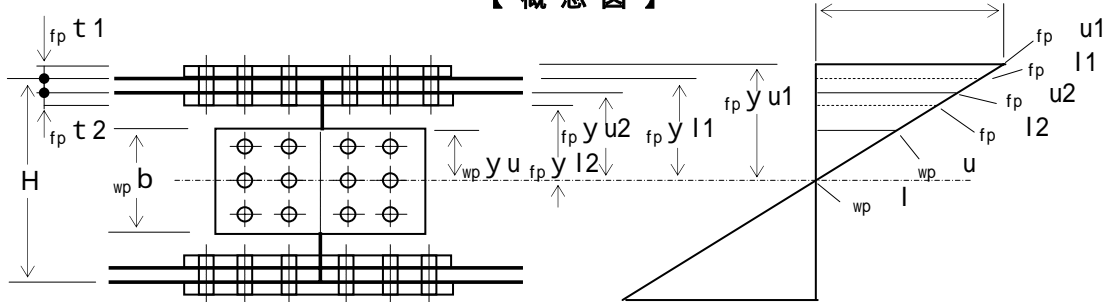 【 概 念 図 】
fp t 1
fp u1
fp l1
fp u2
fp l2
fp y u1
fp y u2
fp y l1
fp t 2
wp y u
fp y l2
H
wp b
wp u
wp l